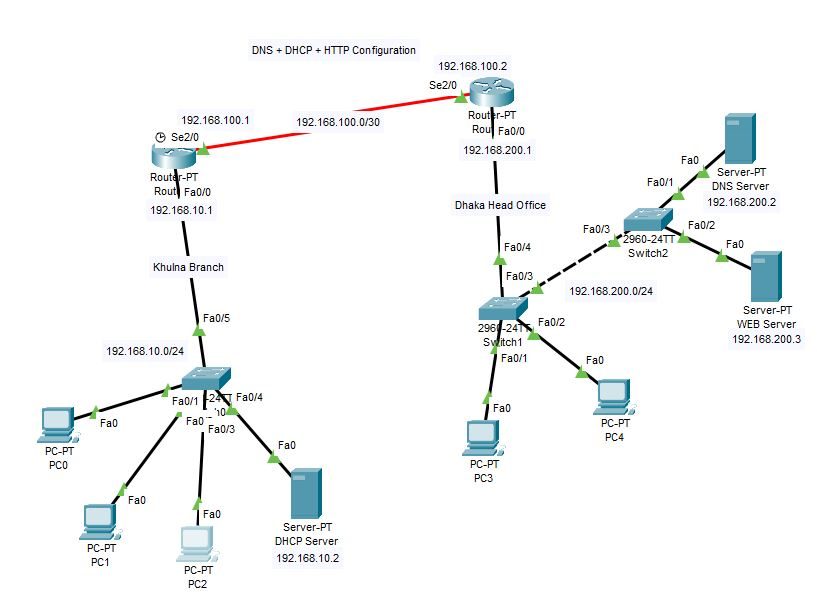 DNS + DHCP + HTTP Configuration
192.168.100.2
Se2/0
Router-PT
Rout
Fa0/0
192.168.200.1
192.168.100.1
192.168.100.0/30
Se2/0
Router-PT
Rout
Fa0/0
192.168.10.1
Khulna Branch
Fa0/5
192.168.10.0/24
Fa0/1
Fa0/4
Fa0/3
Fa0
PC-PT
PC0
Fa0
PC-PT
PC1
Fa0
PC-PT
PC2
Fa0
Server-PT
DHCP Server
192.168.10.2
Dhaka Head Office
Fa0/4
Fa0/3
2960-24TT
Switch1
Fa0/1
Fa0/2
Fa0
PC-PT
PC3
Fa0
PC-PT
PC4
192.168.200.0/24
Fa0/3
Fa0/1
Fa0/2
2960-24TT
Switch2
Fa0
Server-PT
DNS Server
192.168.200.2
Fa0
Server-PT
WEB Server
192.168.200.3